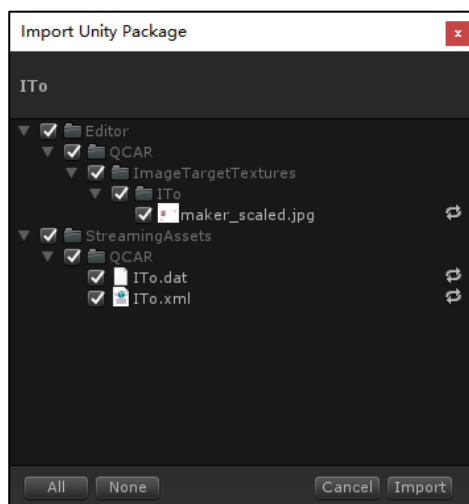 Import Unity Package
x
ITo
Editor
QCAR
ImageTargetTextures
ITo
maker_scaled.jpg
StreamingAssets
QCAR
ITo.dat
ITo.xml
All None Cancel Import